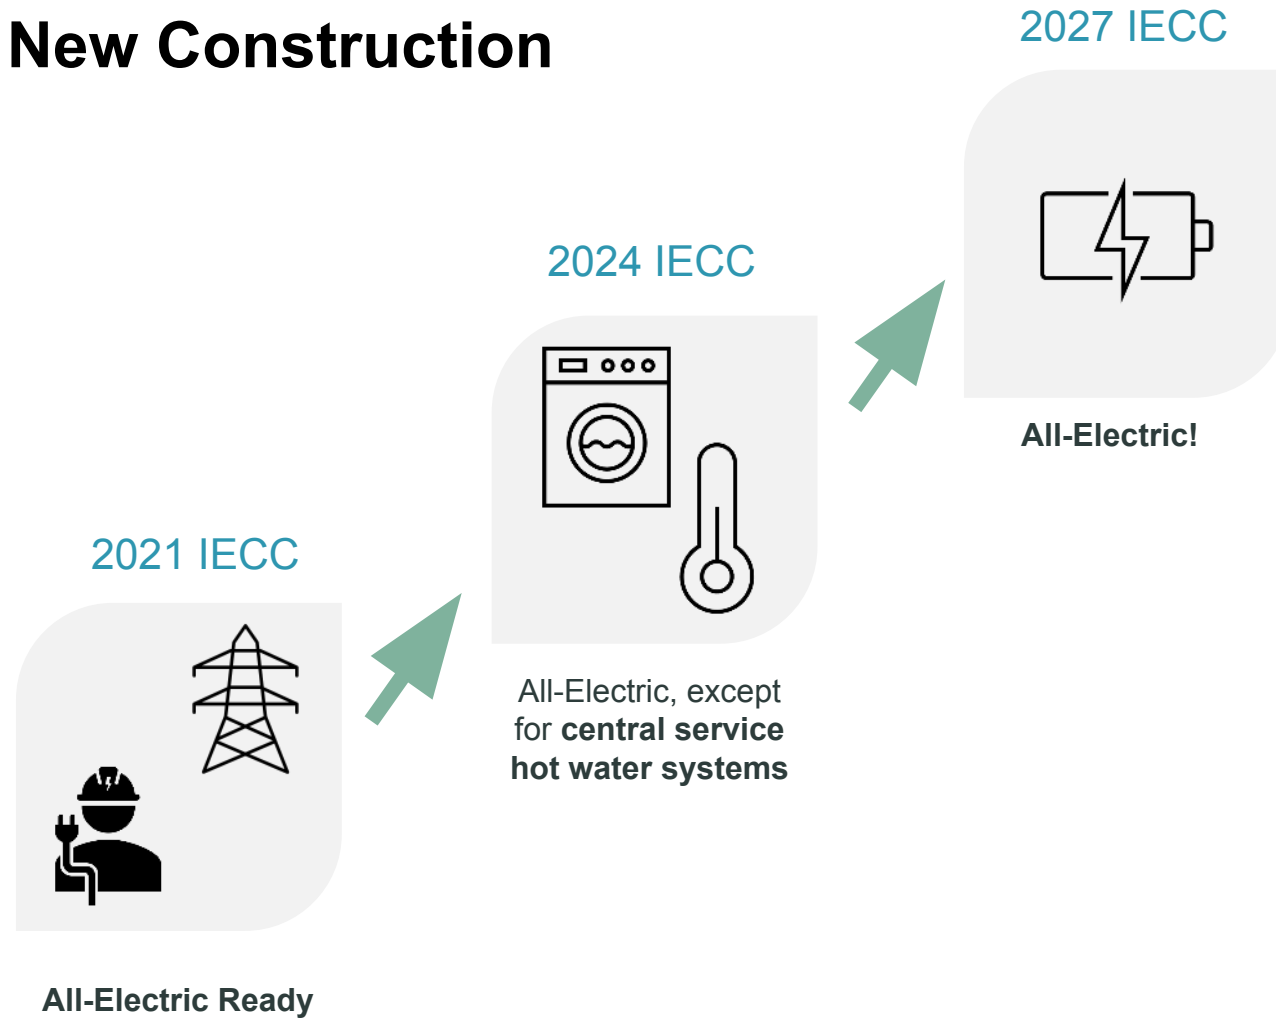 New Construction
2021 IECC
All-Electric Ready
2024 IECC
All-Electric, except
for central service
hot water systems
2027 IECC
All-Electric!